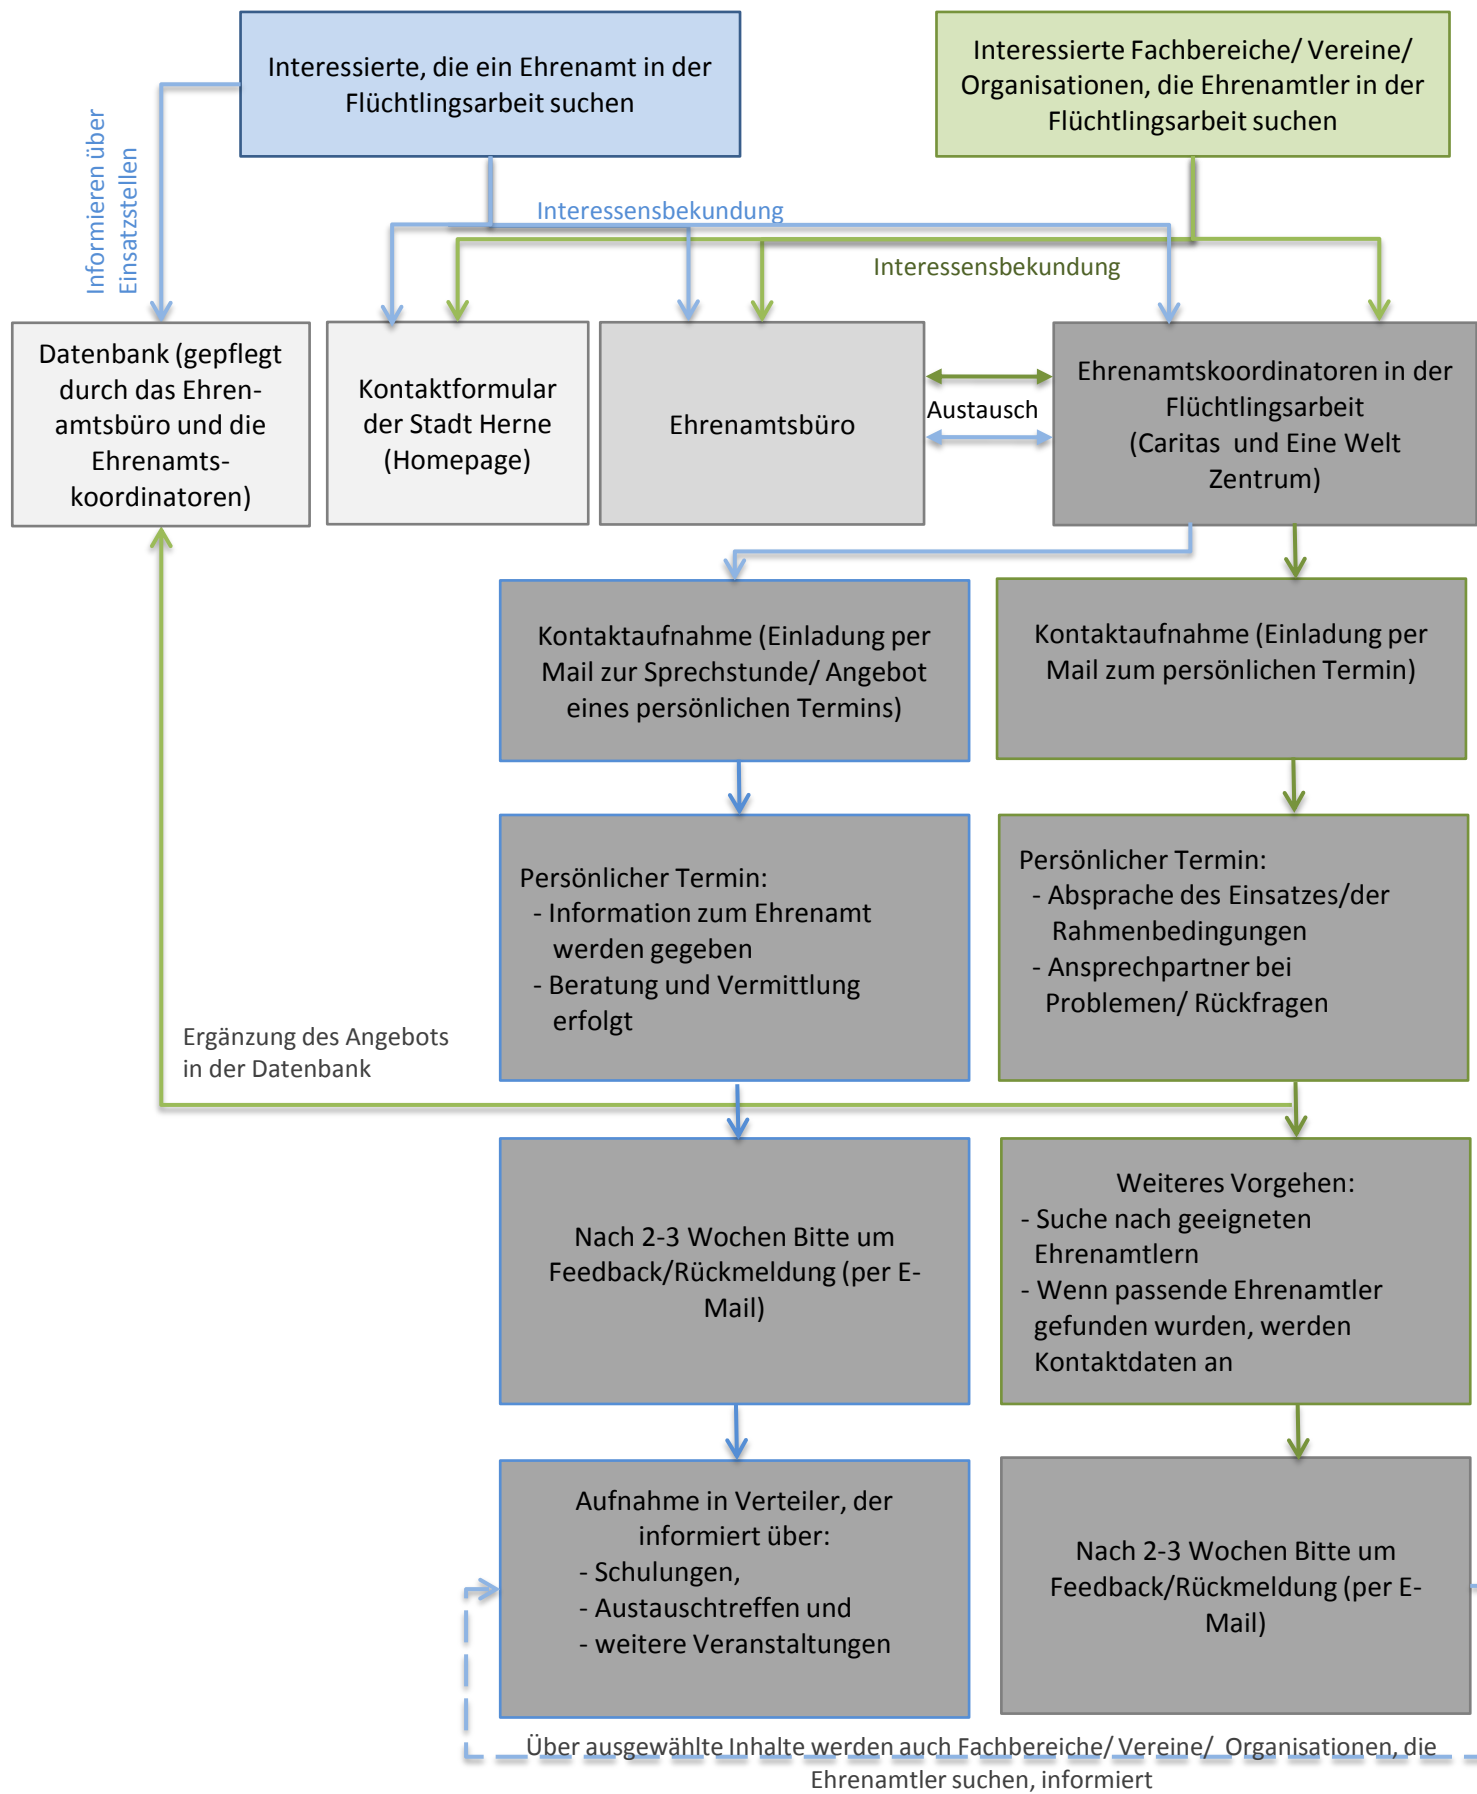 Interessierte, die ein Ehrenamt in der
Flüchtlingsarbeit suchen
Interessierte Fachbereiche/ Vereine/
Organisationen, die Ehrenamtler in der
Flüchtlingsarbeit suchen
Informieren über
Einsatzstellen
Interessensbekundung
Interessensbekundung
Datenbank (gepflegt
durch das Ehren-
amtsbüro und die
Ehrenamts-
koordinatoren)
Kontaktformular
der Stadt Herne
(Homepage)
Ehrenamtsbüro
Austausch
Ehrenamtskoordinatoren in der
Flüchtlingsarbeit
(Caritas und Eine Welt
Zentrum)
Kontaktaufnahme (Einladung per
Mail zur Sprechstunde/ Angebot
eines persönlichen Termins)
Kontaktaufnahme (Einladung per
Mail zum persönlichen Termin)
Persönlicher Termin:
- Information zum Ehrenamt
werden gegeben
- Beratung und Vermittlung
erfolgt
Persönlicher Termin:
- Absprache des Einsatzes/der
Rahmenbedingungen
- Ansprechpartner bei
Problemen/ Rückfragen
Ergänzung des Angebots
in der Datenbank
Nach 2-3 Wochen Bitte um
Feedback/Rückmeldung (per E-
Mail)
Weiteres Vorgehen:
- Suche nach geeigneten
Ehrenamtlern
- Wenn passende Ehrenamtler
gefunden wurden, werden
Kontaktdaten an
Aufnahme in Verteiler, der
informiert über:
- Schulungen,
- Austauschtreffen und
- weitere Veranstaltungen
Nach 2-3 Wochen Bitte um
Feedback/Rückmeldung (per E-
Mail)
Über ausgewählte Inhalte werden auch Fachbereiche/ Vereine/ Organisationen, die
Ehrenamtler suchen, informiert